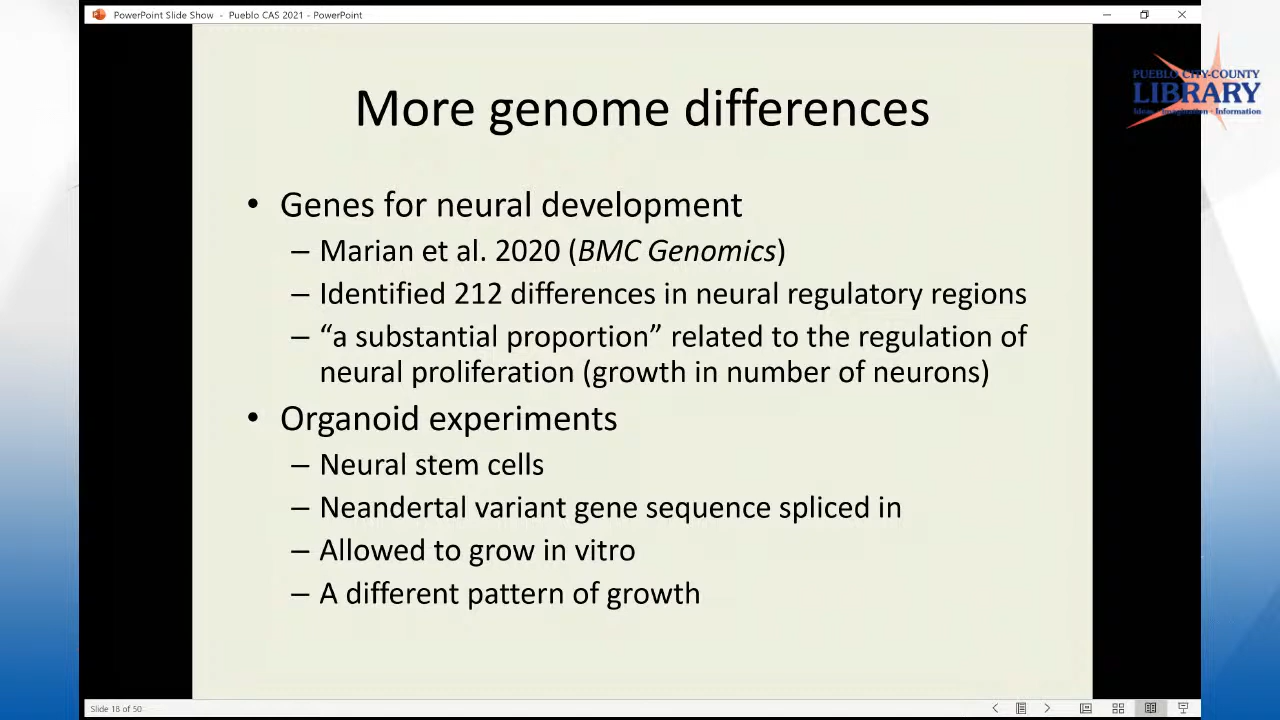 PowerPoint Slide Show - Pueblo CAS 2021 - PowerPoint
PUEBLO CITY-COUNTY
LIBRARY
Ideas • Imagination • Information
More genome differences
• Genes for neural development
– Marian et al. 2020 (BMC Genomics)
– Identified 212 differences in neural regulatory regions
– “a substantial proportion” related to the regulation of
neural proliferation (growth in number of neurons)
• Organoid experiments
– Neural stem cells
– Neandertal variant gene sequence spliced in
– Allowed to grow in vitro
– A different pattern of growth
Slide 18 of 50